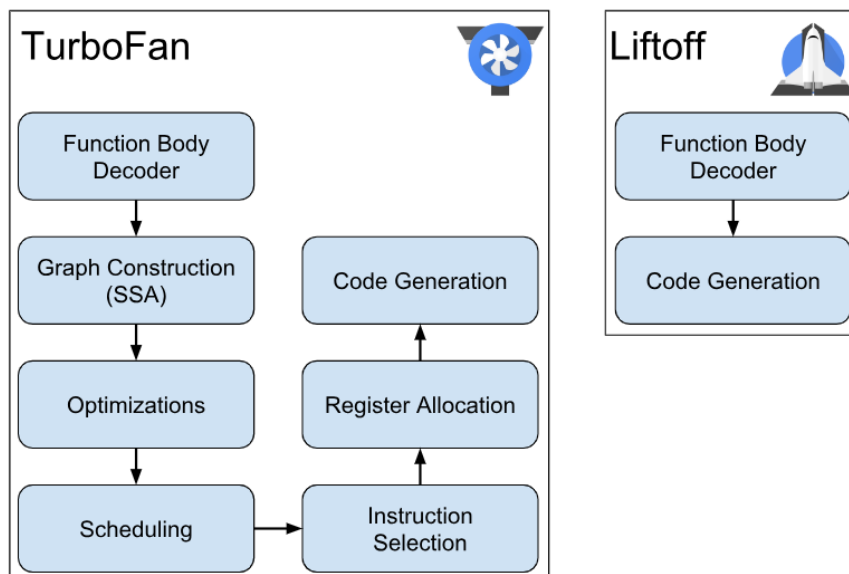 TurboFan
Function Body
Decoder
Graph Construction
(SSA)
Optimizations
Scheduling
Instruction
Selection
Register Allocation
Code Generation
Liftoff
Function Body
Decoder
Code Generation